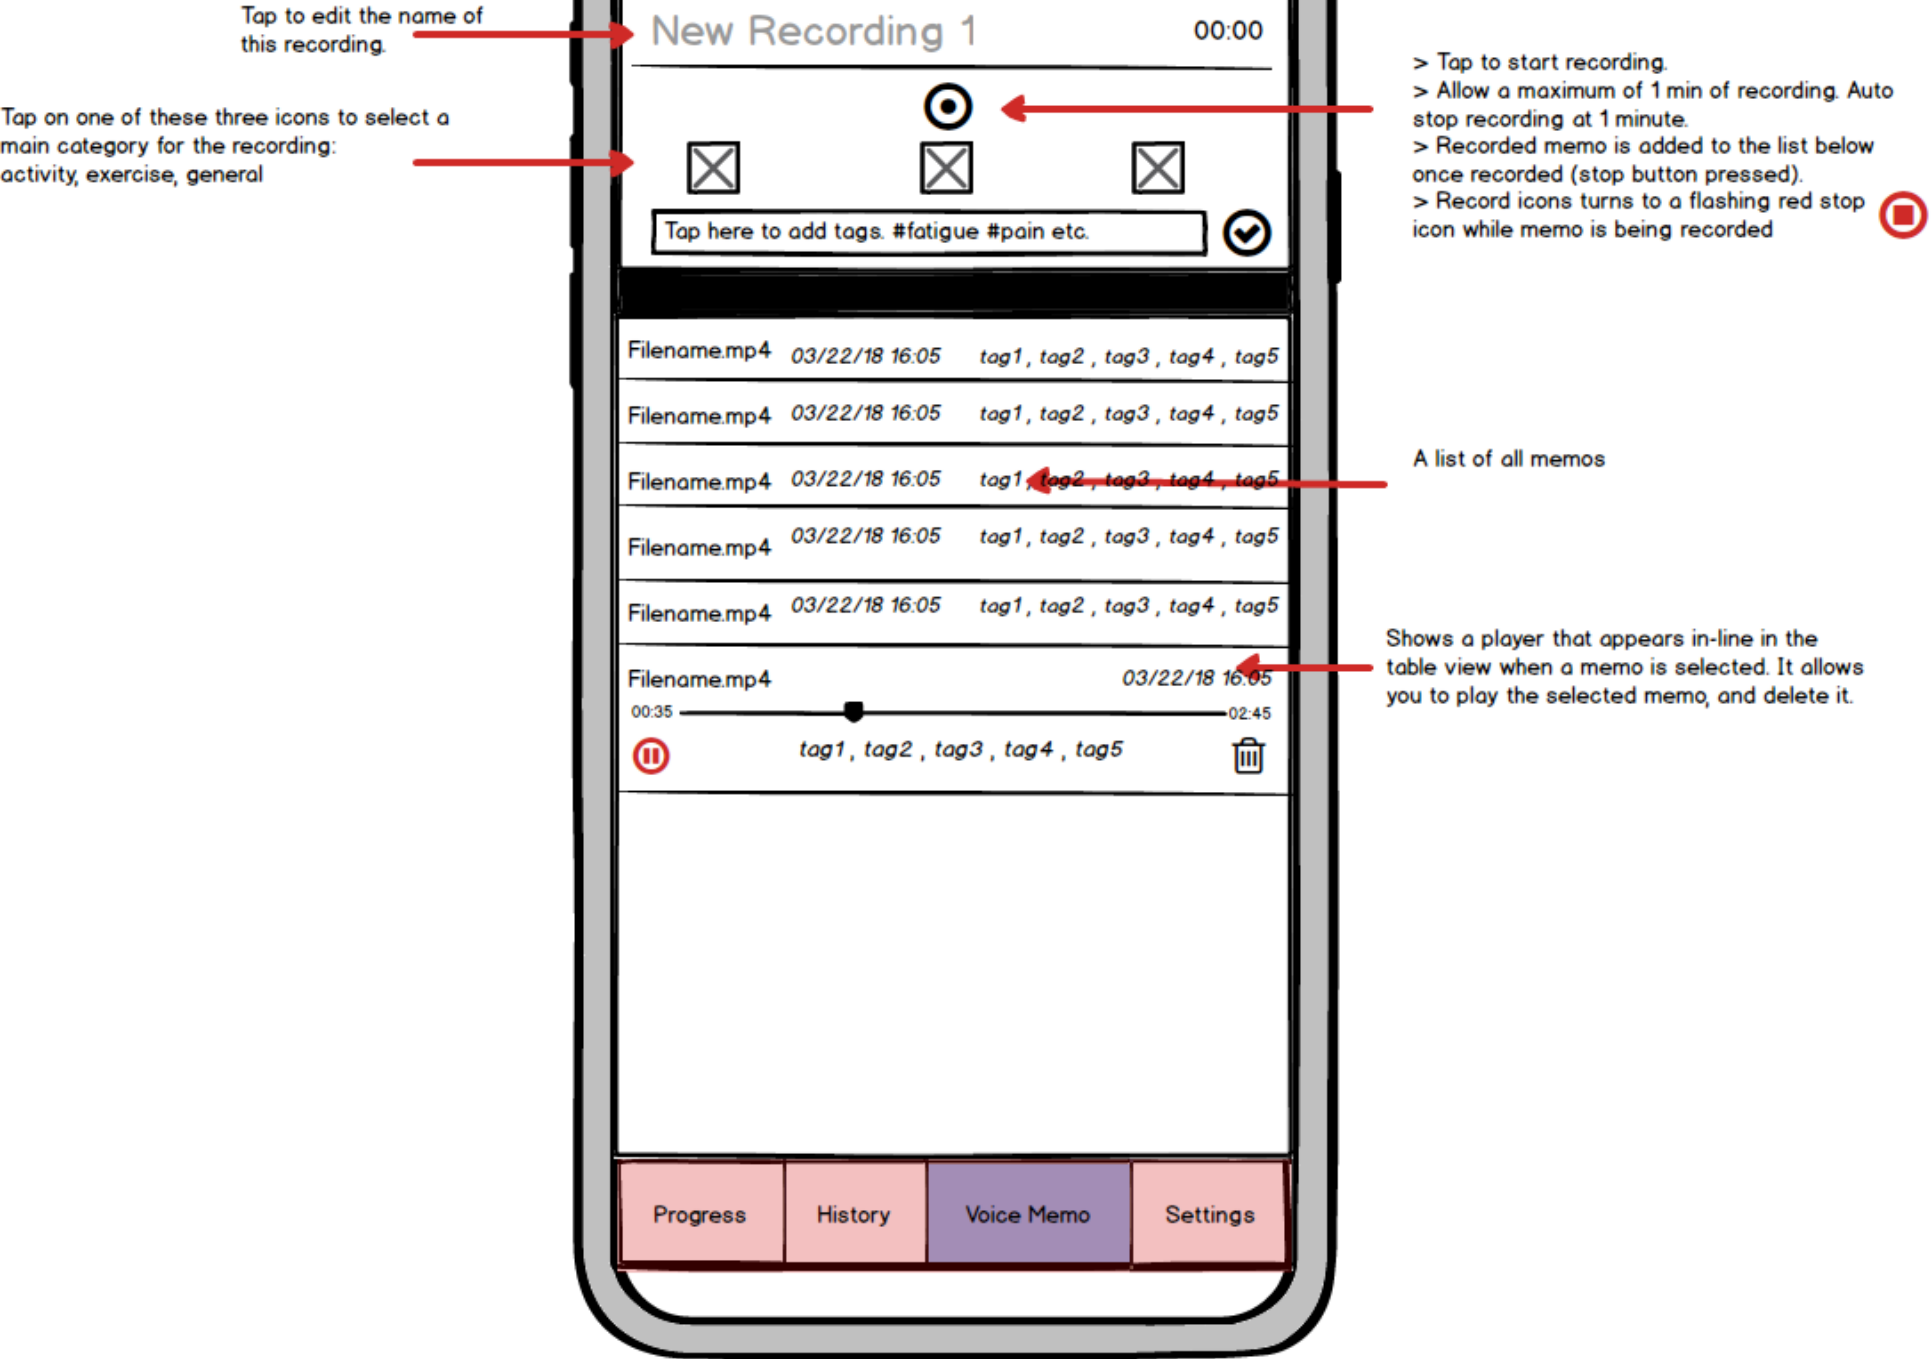 Tap to edit the name of
this recording.
New Recording 1
00:00
Tap on one of these three icons to select a
main category for the recording:
activity, exercise, general
> Tap to start recording.
> Allow a maximum of 1 min of recording. Auto
stop recording at 1 minute.
> Recorded memo is added to the list below
once recorded (stop button pressed).
> Record icons turns to a flashing red stop
icon while memo is being recorded
Tap here to add tags. #fatigue #pain etc.
Filename.mp4 03/22/18 16:05 tag1, tag2 , tag3 , tag4 , tag5
Filename.mp4 03/22/18 16:05 tag1, tag2 , tag3 , tag4 , tag5
Filename.mp4 03/22/18 16:05 tag1, tag2 , tag3 , tag4 , tag5
A list of all memos
Filename.mp4 03/22/18 16:05 tag1, tag2 , tag3 , tag4 , tag5
Filename.mp4 03/22/18 16:05 tag1, tag2 , tag3 , tag4 , tag5
Filename.mp4 03/22/18 16:05
00:35 02:45
tag1, tag2 , tag3 , tag4 , tag5
Shows a player that appears in-line in the
table view when a memo is selected. It allows
you to play the selected memo, and delete it.
Progress History Voice Memo Settings